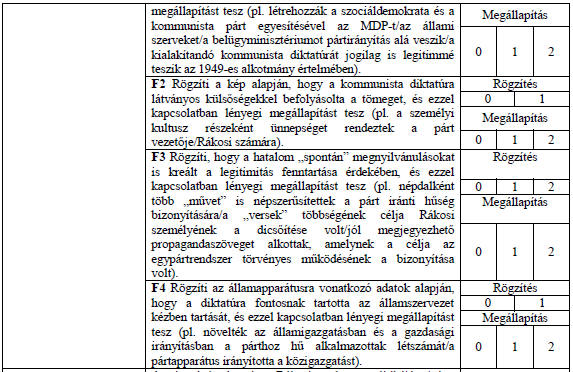 megállapítást tesz (pl. létrehozzák a szociáldemokrata és a
kommunista párt egyesítésével az MDP-t/az állami
szerveket/a belügyminisztériumot pártirányítás alá veszik/a
kialakítandó kommunista diktatúrát jogilag is legitimmé
teszik az 1949-es alkotmány értelmében).
Megállapítás
0 1 2
F2 Rögzíti a kép alapján, hogy a kommunista diktatúra
látványos külsőségekkel befolyásolta a tömeget, és ezzel
kapcsolatban lényegi megállapítást tesz (pl. a személyi
kultusz részeként ünnepséget rendeztek a párt
vezetője/Rákosi számára).
Rögzítés
0 1
Megállapítás
0 1 2
F3 Rögzíti, hogy a hatalom „spontán” megnyilvánulásokat
is kreált a legitimitás fenntartása érdekében, és ezzel
kapcsolatban lényegi megállapítást tesz (pl. népdalként
több „művet” is népszerűsítettek a párt iránti hűség
bizonyítására/a „versek” többségének célja Rákosi
személyének a dicsőítése volt/jól megjegyezhető
propagandaszöveget alkottak, amelynek a célja az
egypártrendszer törvényes működésének a bizonyítása
volt).
Rögzítés
0 1 2
Megállapítás
0 1 2
F4 Rögzíti az államapparátusra vonatkozó adatok alapján,
hogy a diktatúra fontosnak tartotta az államszervezet
kézben tartását, és ezzel kapcsolatban lényegi megállapítást
tesz (pl. növelték az államigazgatásban és a gazdasági
irányításban a párthoz hű alkalmazottak létszámát/a
pártapparátus irányította a közigazgatást).
Rögzítés
0 1
Megállapítás
0 1 2